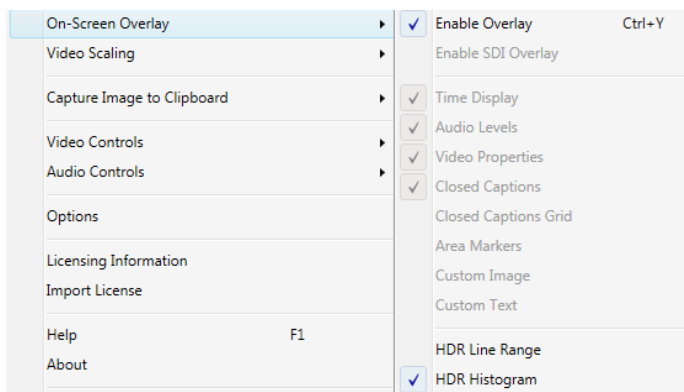 On-Screen Overlay
Video Scaling
Capture Image to Clipboard
Video Controls
Audio Controls
Options
Licensing Information
Import License
Help F1
About
Enable Overlay Ctrl+Y
Enable SDI Overlay
Time Display
Audio Levels
Video Properties
Closed Captions
Closed Captions Grid
Area Markers
Custom Image
Custom Text
HDR Line Range
HDR Histogram